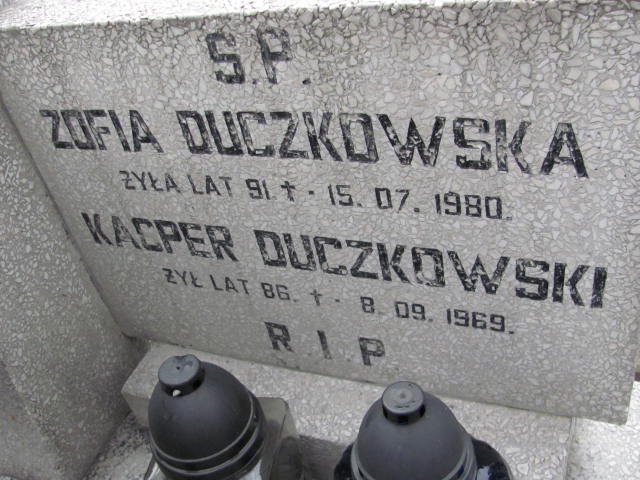 S.P.
ZOFIA DUCZKOWSKA
ŻYŁA LAT 91. ✝ · 15. 07. 1980.
KACPER DUCZKOWSKI
ŻYŁ LAT 86. ✝ · 8. 09. 1969.
R.I.P